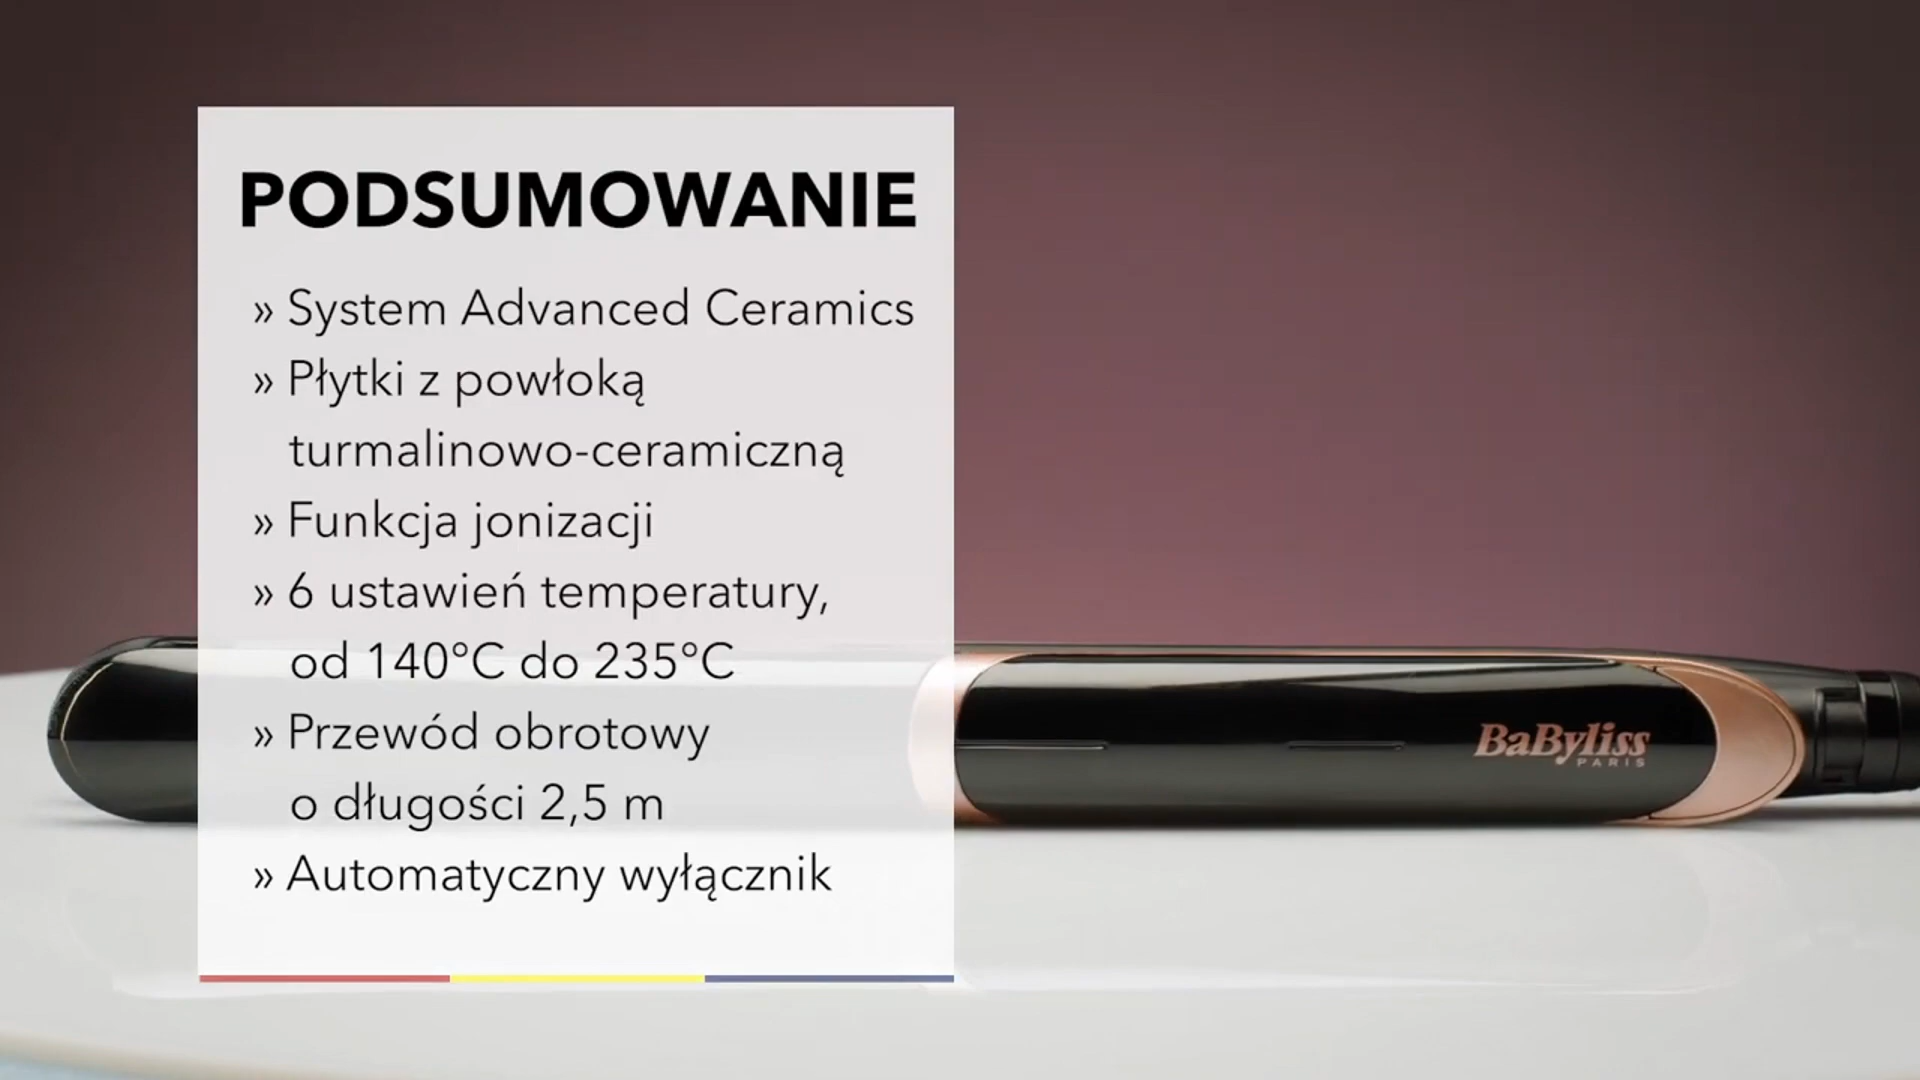 PODSUMOWANIE
» System Advanced Ceramics
» Płytki z powłoką
turmalinowo-ceramiczną
» Funkcja jonizacji
» 6 ustawień temperatury,
od 140°C do 235°C
» Przewód obrotowy
o długości 2,5 m
» Automatyczny wyłącznik
BaByliss
PARIS